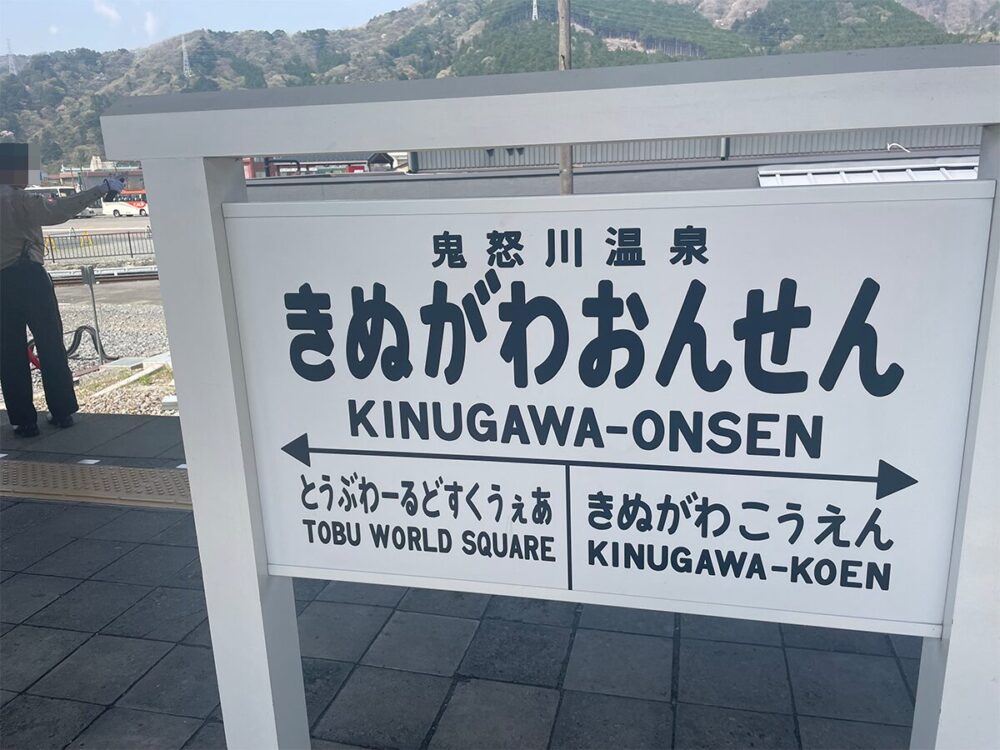 鬼怒川温泉
きぬがわおんせん
KINUGAWA-ONSEN
とうぶわーるどすくうぇあ
TOBU WORLD SQUARE
きぬがわこうえん
KINUGAWA-KOEN